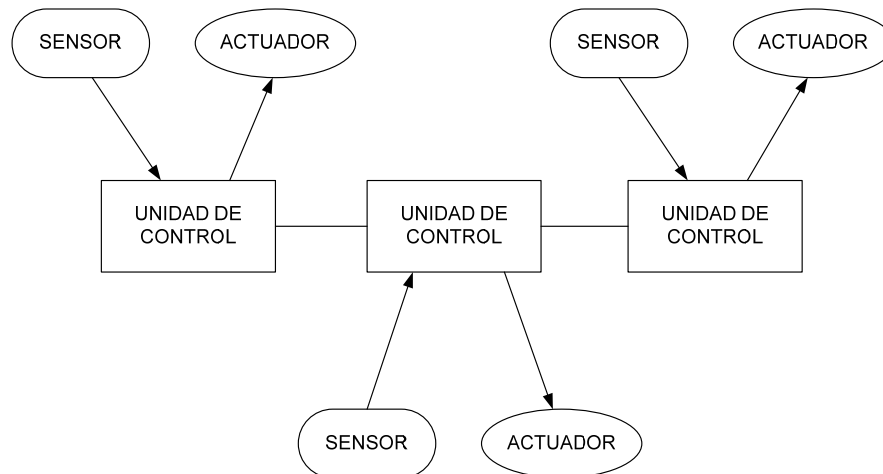 SENSOR
ACTUADOR
SENSOR
ACTUADOR
UNIDAD DE
CONTROL
UNIDAD DE
CONTROL
UNIDAD DE
CONTROL
SENSOR
ACTUADOR